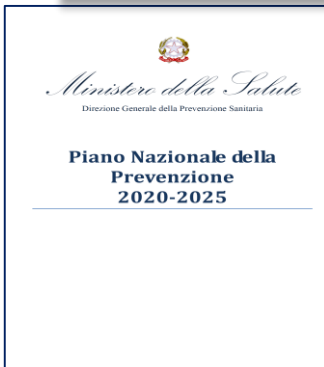 Ministero della Salute
Direzione Generale della Prevenzione Sanitaria
Piano Nazionale della
Prevenzione
2020-2025